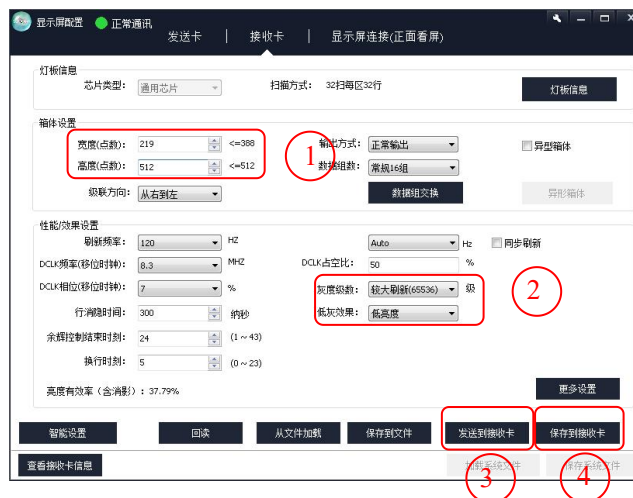 显示屏配置 正常通讯
发送卡 | 接收卡 | 显示屏连接(正面看屏)
灯板信息
芯片类型: 通用芯片 扫描方式: 32扫每区32行 灯板信息
箱体设置
宽度(点数): 219 <=388 输出方式: 正常输出 异型箱体
高度(点数): 512 <=512 数据组数: 常规16组
级联方向: 从右到左 数据组交换 异形箱体
1
性能/效果设置
刷新频率: 120 HZ Auto Hz 同步刷新
DCLK频率(移位时钟): 8.3 MHZ DCLK占空比: 50 %
DCLK相位(移位时钟): 7 % 灰度级数: 较大刷新(65536) 级
2
行消隐时间: 300 纳秒 低灰效果: 低亮度
余辉控制结束时刻: 24 (1~43)
换行时刻: 5 (0~23)
亮度有效率(含消影): 37.79% 更多设置
智能设置 回读 从文件加载 保存到文件 发送到接收卡 保存到接收卡
查看接收卡信息 加载系统文件 保存系统文件
3 4